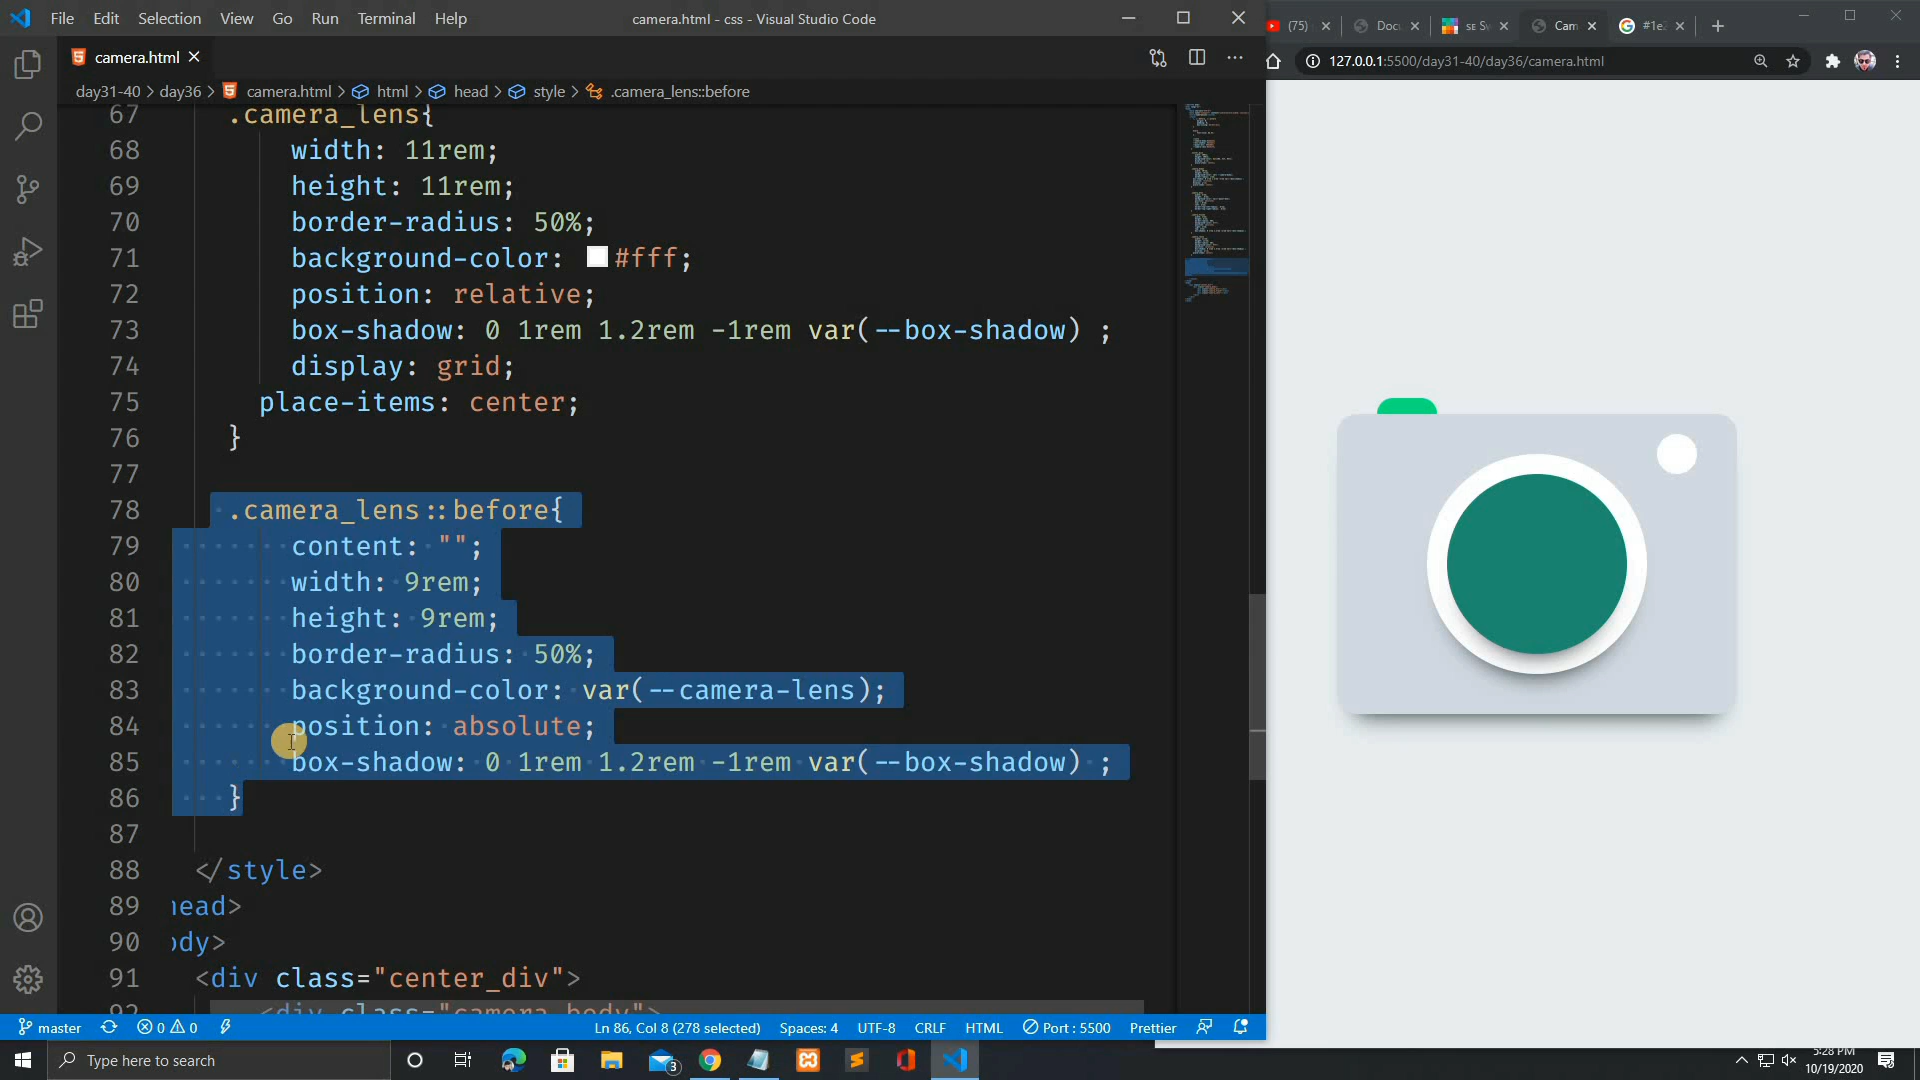 File Edit Selection View Go Run Terminal Help
camera.html - css - Visual Studio Code
camera.html
day31-40 > day36 > camera.html > html > head > style > .camera_lens::before
67 .camera_lens{
68 width: 11rem;
69 height: 11rem;
70 border-radius: 50%;
71 background-color: #fff;
72 position: relative;
73 box-shadow: 0 1rem 1.2rem -1rem var(--box-shadow) ;
74 display: grid;
75 place-items: center;
76 }
77
78 .camera_lens::before{
79 content: "";
80 width: 9rem;
81 height: 9rem;
82 border-radius: 50%;
83 background-color: var(--camera-lens);
84 position: absolute;
85 box-shadow: 0 1rem 1.2rem -1rem var(--box-shadow) ;
86 }
87
88 </style>
89 head>
90 ody>
91 <div class="center_div">
92 <div class="camera_body">
master 0 0 Ln 86, Col 8 (278 selected) Spaces: 4 UTF-8 CRLF HTML Port : 5500 Prettier
(75) Doc Cam #1e
127.0.0.1:5500/day31-40/day36/camera.html
Type here to search
3
5:28 PM
10/19/2020